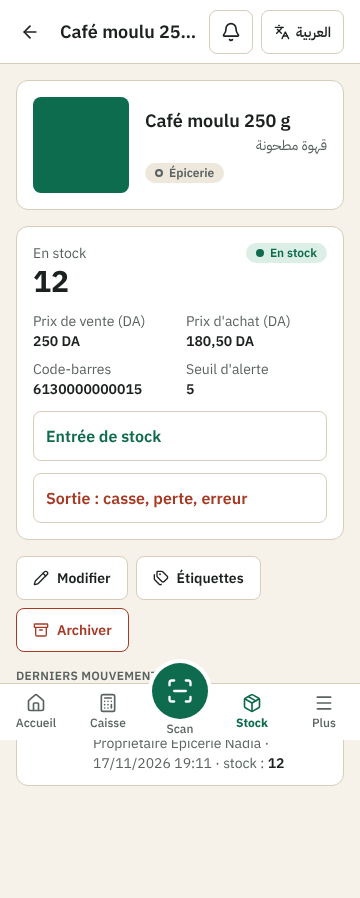 Café moulu 25...
العربية
Café moulu 250 g
قهوة مطحونة
Épicerie
En stock
En stock
12
Prix de vente (DA)
Prix d'achat (DA)
250 DA
180,50 DA
Code-barres
Seuil d'alerte
6130000000015
5
Entrée de stock
Sortie : casse, perte, erreur
Modifier
Étiquettes
Archiver
DERNIERS
Accueil
Caisse
Scan
Stock
Plus
Propriétaire Épicerie Nadia ·
17/11/2026 19:11 · stock : 12